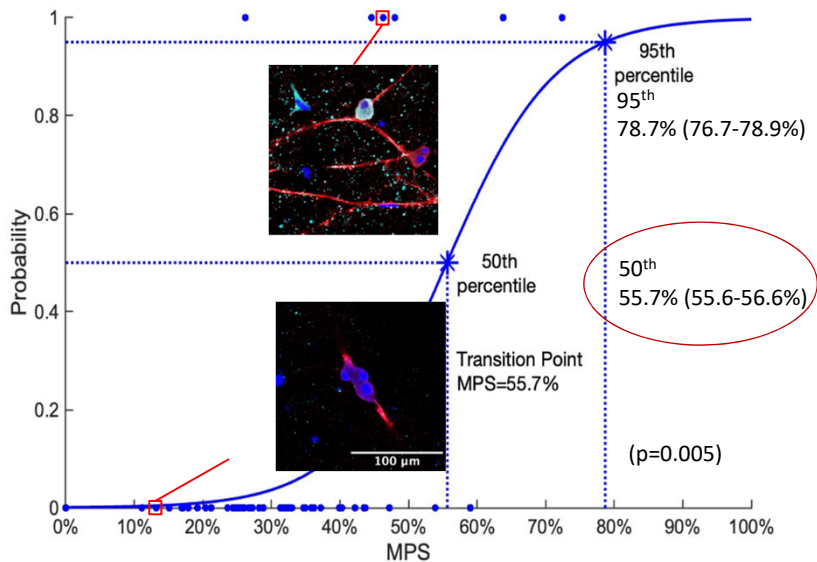 1
95th
percentile
95th
78.7% (76.7-78.9%)
0.8
0.6
Probability
50th
percentile
50th
55.7% (55.6-56.6%)
0.4
Transition Point
MPS=55.7%
0.2
100 µm
(p=0.005)
0
0% 10% 20% 30% 40% 50% 60% 70% 80% 90% 100%
MPS